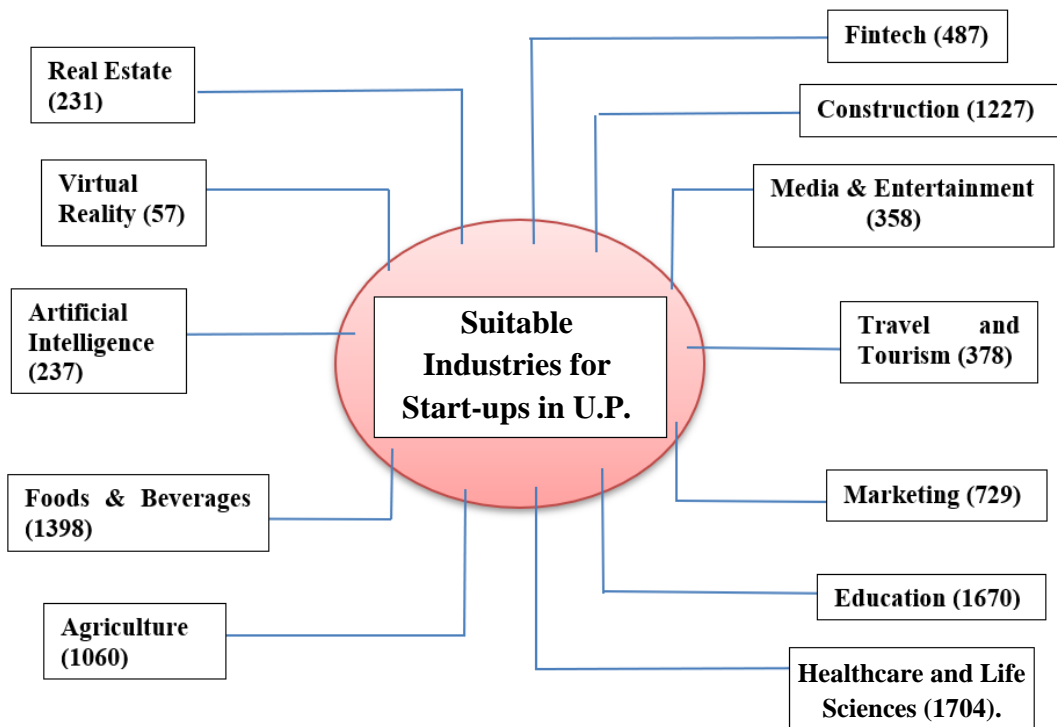 Fintech (487)
Real Estate
(231)
Construction (1227)
Virtual
Reality (57)
Media & Entertainment
(358)
Artificial
Intelligence
(237)
Suitable
Industries for
Start-ups in U.P.
Travel and
Tourism (378)
Foods & Beverages
(1398)
Marketing (729)
Education (1670)
Agriculture
(1060)
Healthcare and Life
Sciences (1704).